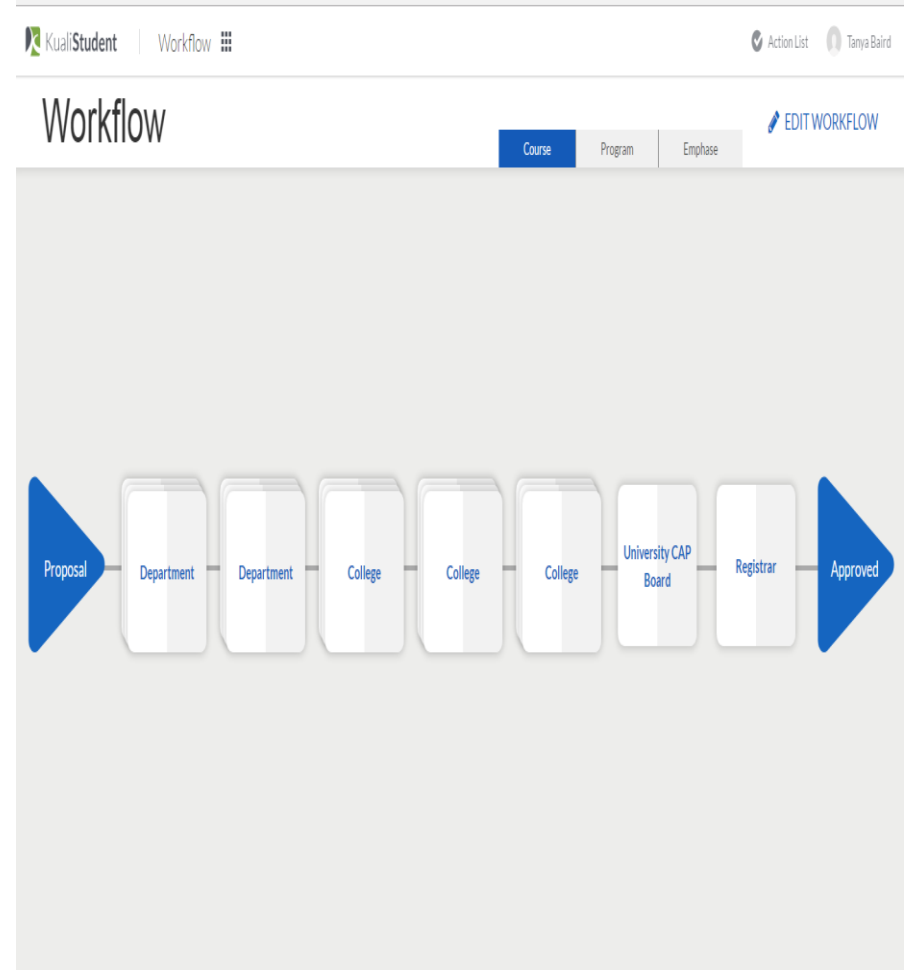 KualiStudent Workflow Action List Tanya Baird
Workflow
EDIT WORKFLOW
Course Program Emphase
Proposal Department Department College College College University CAP Board Registrar Approved